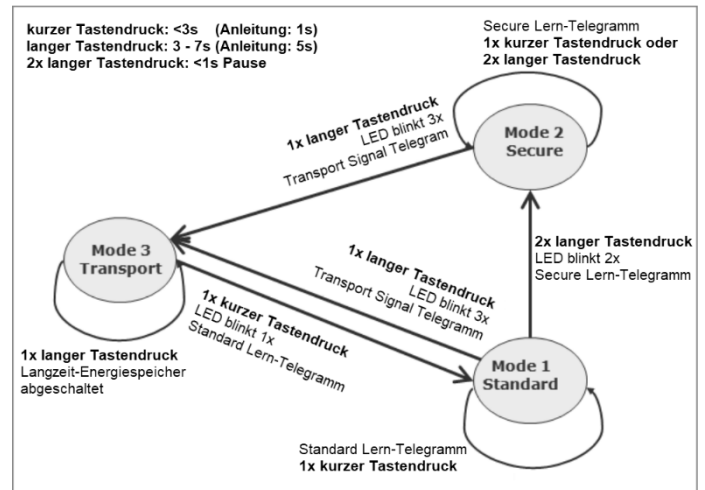 kurzer Tastendruck: <3s (Anleitung: 1s)
langer Tastendruck: 3 - 7s (Anleitung: 5s)
2x langer Tastendruck: <1s Pause
Secure Lern-Telegramm
1x kurzer Tastendruck oder
2x langer Tastendruck
Mode 2
Secure
1x langer Tastendruck
LED blinkt 3x
Transport Signal Telegram
Mode 3
Transport
1x langer Tastendruck
LED blinkt 3x
Transport Signal Telegramm
2x langer Tastendruck
LED blinkt 2x
Secure Lern-Telegramm
1x kurzer Tastendruck
LED blinkt 1x
Standard Lern-Telegramm
1x langer Tastendruck
Langzeit-Energiespeicher
abgeschaltet
Mode 1
Standard
Standard Lern-Telegramm
1x kurzer Tastendruck